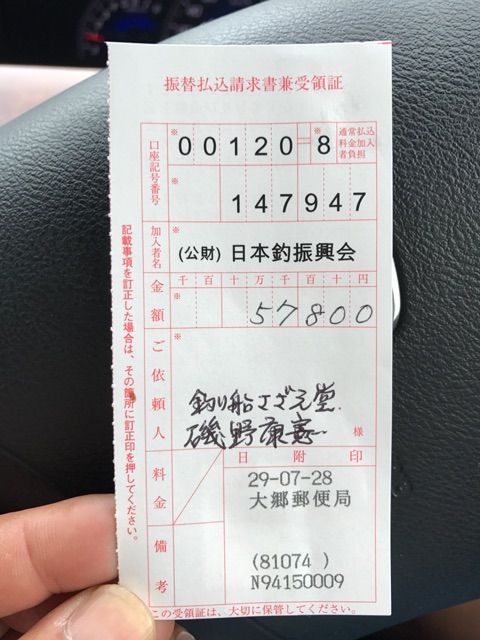 振替払込請求書兼受領証
口座記号番号
※ 00120=※8
通常払込
料金加入
者負担
※ 147947
加入者名
※ (公財) 日本釣振興会
金額
千 百 十 万 千 百 十 円
※ 57800
ご依頼人
※
釣り船さざえ堂
磯野康憙
様
料金
日附印
29-07-28
大郷郵便局
(81074 )
N94150009
備考
記載事項を訂正した場合は、その箇所に訂正印を押してください。
この受領証は、大切に保管してください。